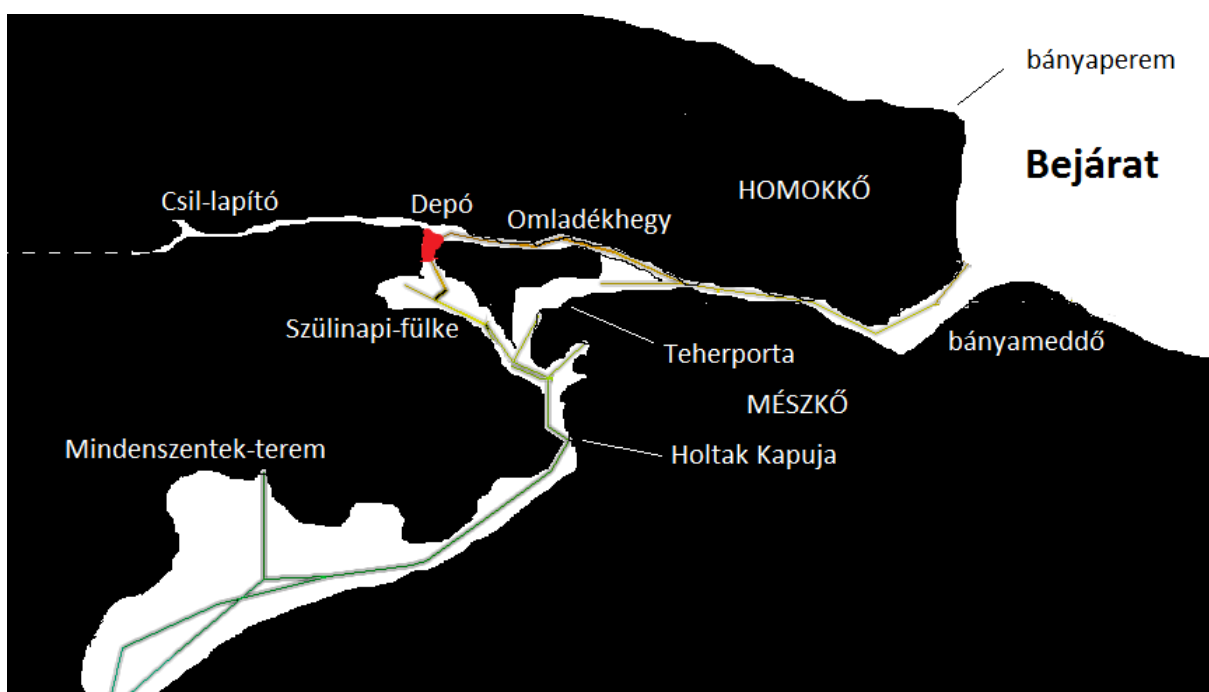 bányaperem
Bejárat
HOMOKKŐ
Csil-lapító
Depó
Omladékhegy
Szülinapi-fülke
Teherporta
bányameddő
MÉSZKŐ
Mindenszentek-terem
Holtak Kapuja